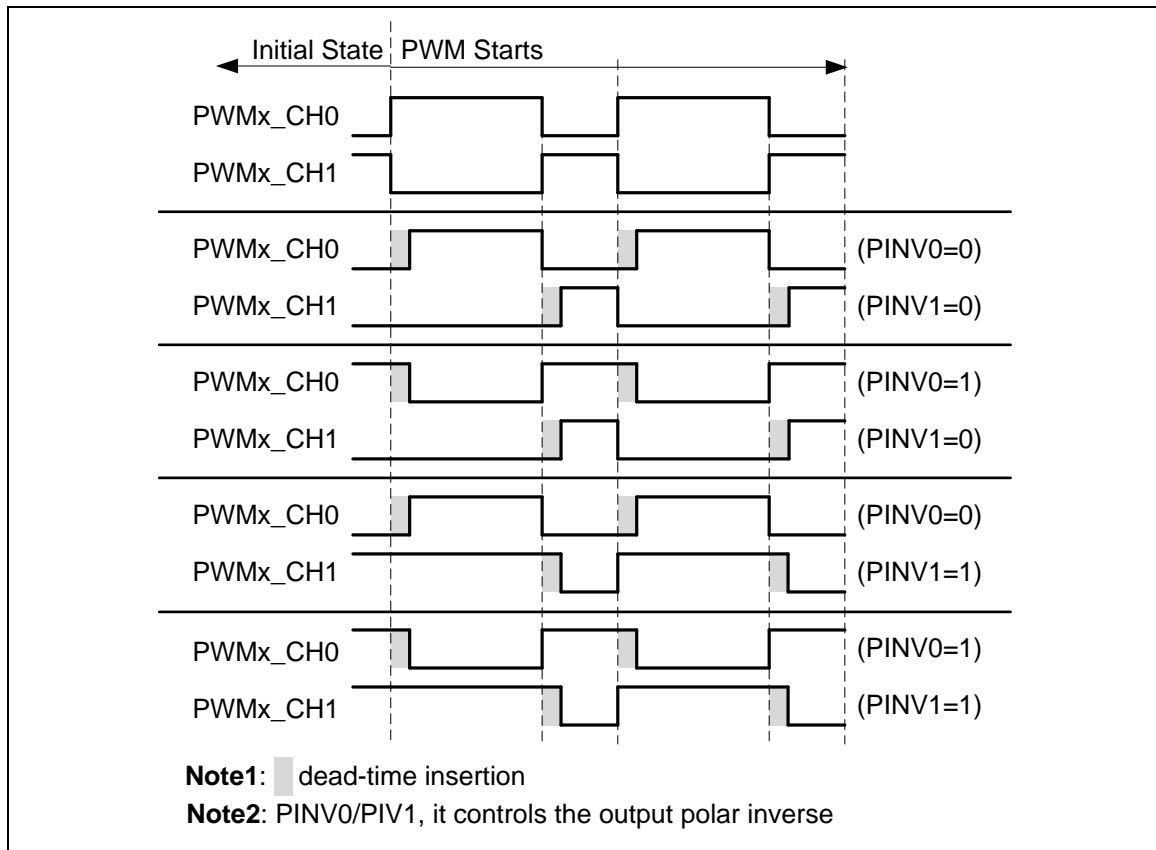 Initial State PWM Starts
PWMx_CH0
PWMx_CH1
PWMx_CH0 (PINV0=0)
PWMx_CH1 (PINV1=0)
PWMx_CH0 (PINV0=1)
PWMx_CH1 (PINV1=0)
PWMx_CH0 (PINV0=0)
PWMx_CH1 (PINV1=1)
PWMx_CH0 (PINV0=1)
PWMx_CH1 (PINV1=1)
Note1: dead-time insertion
Note2: PINV0/PIV1, it controls the output polar inverse